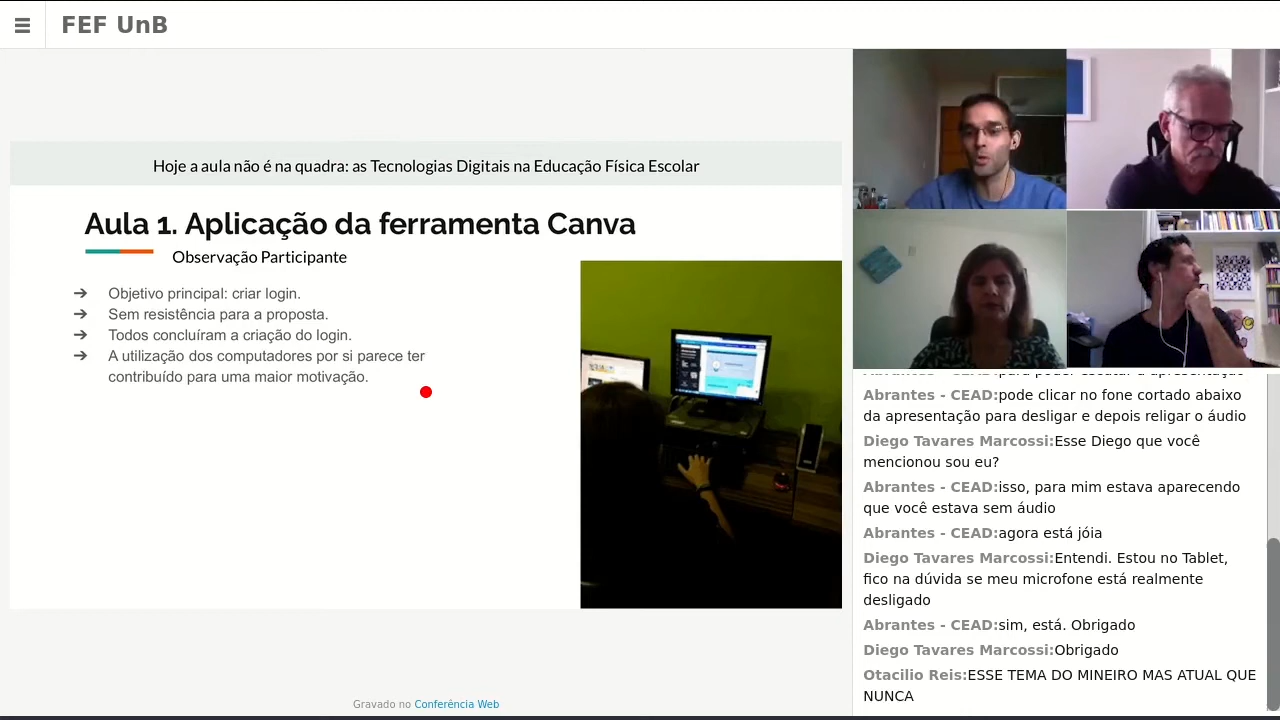 FEF UnB
Hoje a aula não é na quadra: as Tecnologias Digitais na Educação Física Escolar
Aula 1. Aplicação da ferramenta Canva
Observação Participante
➔ Objetivo principal: criar login.
➔ Sem resistência para a proposta.
➔ Todos concluíram a criação do login.
➔ A utilização dos computadores por si parece ter
contribuído para uma maior motivação.
Gravado no Conferência Web
Abrantes - CEAD:para poder escutar a apresentação
Abrantes - CEAD:pode clicar no fone cortado abaixo
da apresentação para desligar e depois religar o áudio
Diego Tavares Marcossi:Esse Diego que você
mencionou sou eu?
Abrantes - CEAD:isso, para mim estava aparecendo
que você estava sem áudio
Abrantes - CEAD:agora está jóia
Diego Tavares Marcossi:Entendi. Estou no Tablet,
fico na dúvida se meu microfone está realmente
desligado
Abrantes - CEAD:sim, está. Obrigado
Diego Tavares Marcossi:Obrigado
Otacilio Reis:ESSE TEMA DO MINEIRO MAS ATUAL QUE
NUNCA